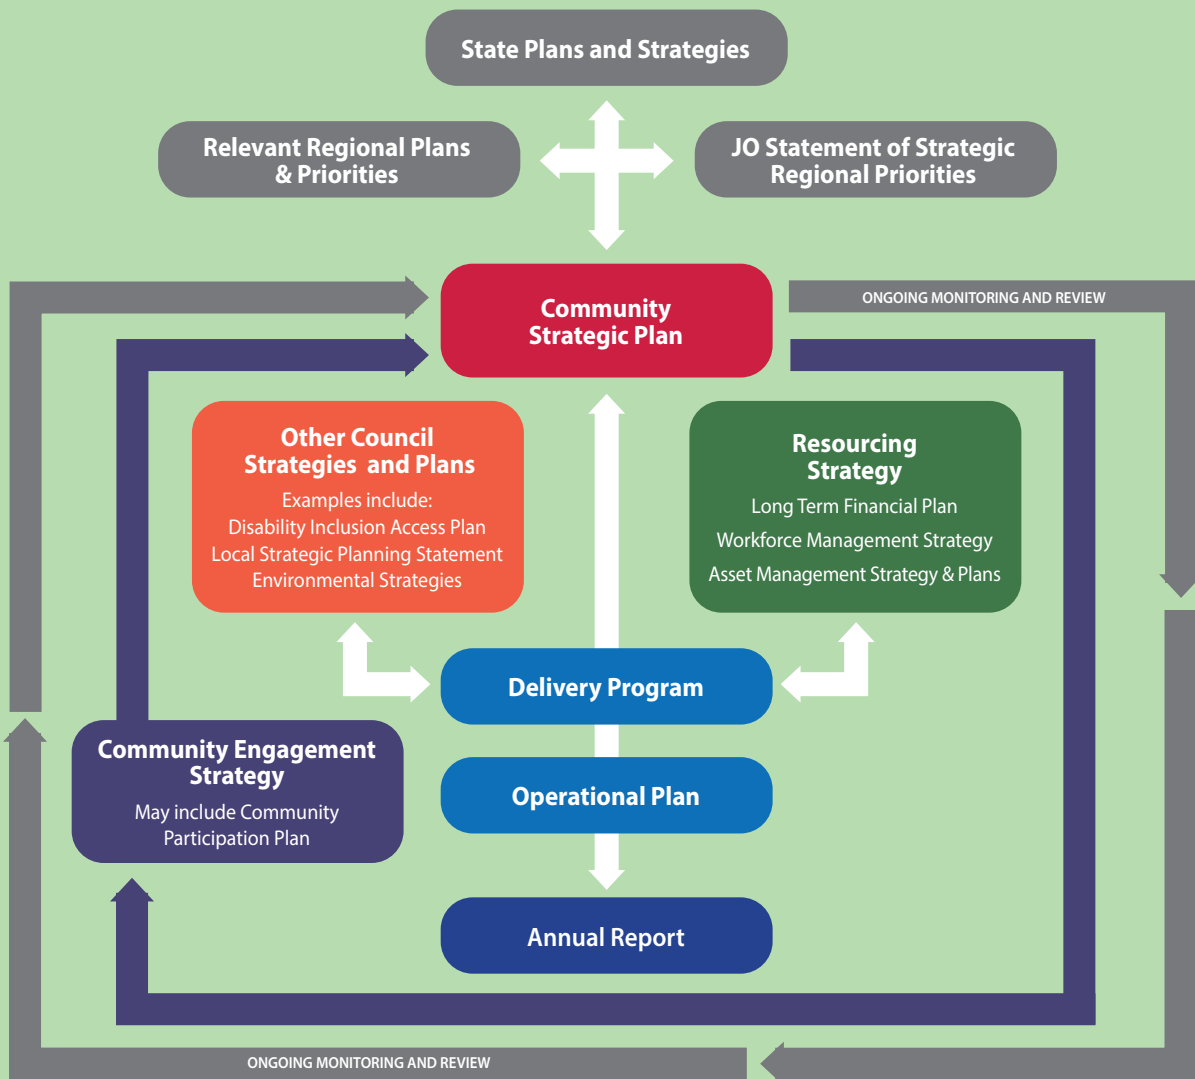 State Plans and Strategies
Relevant Regional Plans
& Priorities
JO Statement of Strategic
Regional Priorities
Community
Strategic Plan
ONGOING MONITORING AND REVIEW
Other Council
Strategies and Plans
Examples include:
Disability Inclusion Access Plan
Local Strategic Planning Statement
Environmental Strategies
Resourcing
Strategy
Long Term Financial Plan
Workforce Management Strategy
Asset Management Strategy & Plans
Delivery Program
Community Engagement
Strategy
May include Community
Participation Plan
Operational Plan
Annual Report
ONGOING MONITORING AND REVIEW